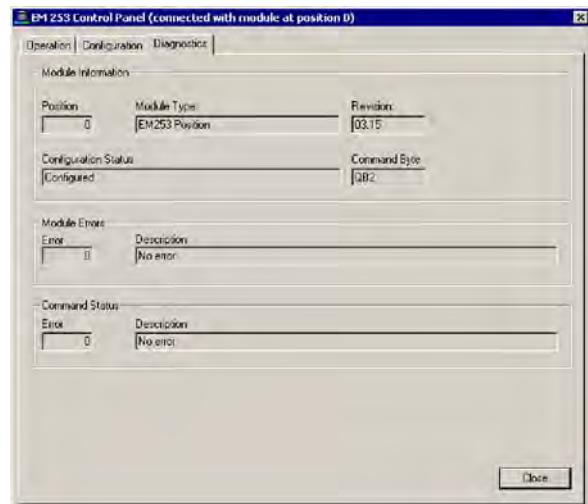 EM 253 Control Panel (connected with module at position 0)
Operation Configuration Diagnostics
Module Information
Position Module Type: Revision:
0 EM253 Position 03.15
Configuration Status Command Byte
Configured QB2
Module Errors
Error Description
0 No error
Command Status
Error Description
0 No error
Close